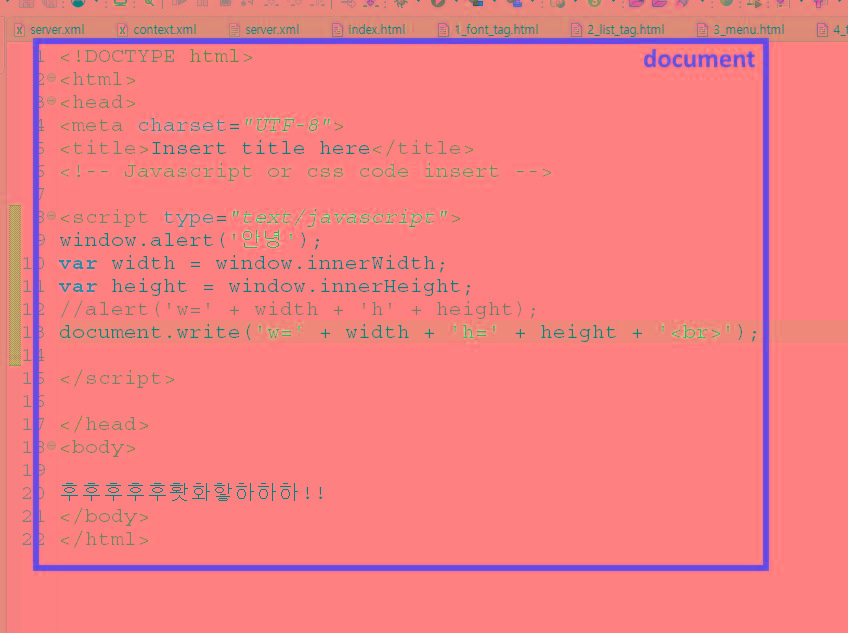 server.xml context.xml server.xml index.html 1_font_tag.html 2_list_tag.html 3_menu.html
document
1 <!DOCTYPE html>
2 <html>
3 <head>
4 <meta charset="UTF-8">
5 <title>Insert title here</title>
6 <!-- Javascript or css code insert -->
7
8 <script type="text/javascript">
9 window.alert('안녕');
10 var width = window.innerWidth;
11 var height = window.innerHeight;
12 //alert('w=' + width + 'h' + height);
13 document.write('w=' + width + 'h=' + height + '<br>');
14
15 </script>
16
17 </head>
18 <body>
19
20 후후후후후홧화핳하하하!!
21 </body>
22 </html>